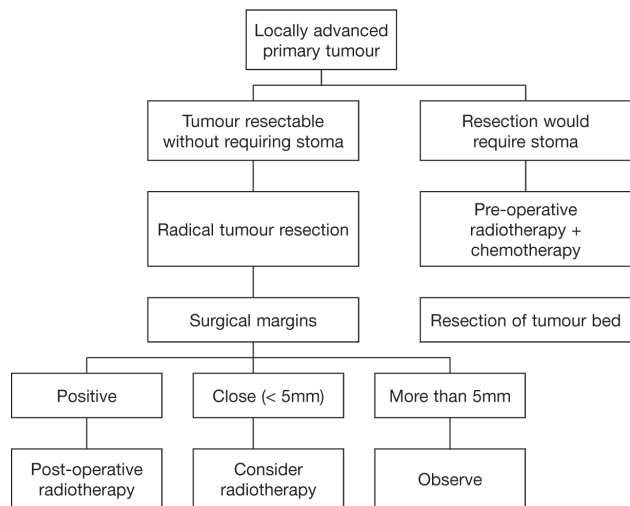 Locally advanced
primary tumour
Tumour resectable
without requiring stoma
Resection would
require stoma
Radical tumour resection
Pre-operative
radiotherapy +
chemotherapy
Surgical margins
Resection of tumour bed
Positive
Close (< 5mm)
More than 5mm
Post-operative
radiotherapy
Consider
radiotherapy
Observe